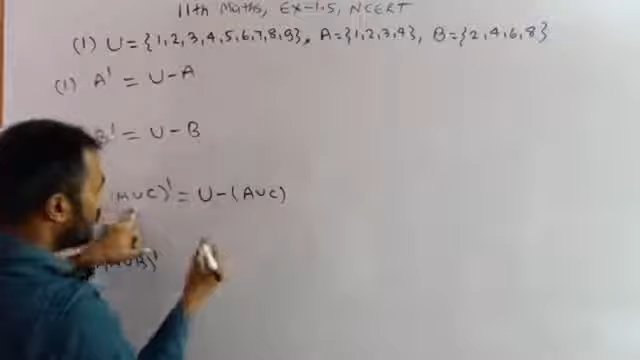 11th Maths, Ex-1.5, NCERT
(1) U = {1,2,3,4,5,6,7,8,9}, A={1,2,3,4}, B={2,4,6,8}
(1) A' = U-A
B' = U-B
(A∪C)' = U-(A∪C)
(A∪B)'